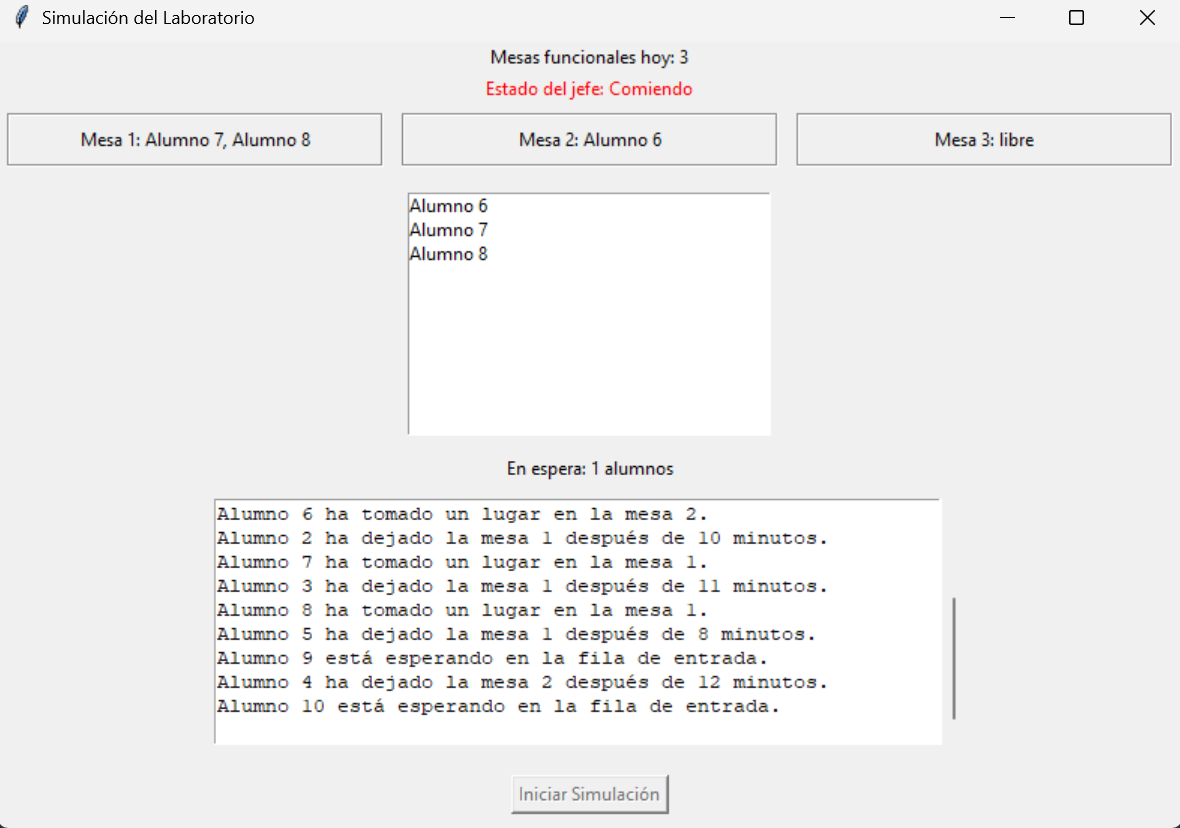 Simulación del Laboratorio
Mesas funcionales hoy: 3
Estado del jefe: Comiendo
Mesa 1: Alumno 7, Alumno 8
Mesa 2: Alumno 6
Mesa 3: libre
Alumno 6
Alumno 7
Alumno 8
En espera: 1 alumnos
Alumno 6 ha tomado un lugar en la mesa 2.
Alumno 2 ha dejado la mesa 1 después de 10 minutos.
Alumno 7 ha tomado un lugar en la mesa 1.
Alumno 3 ha dejado la mesa 1 después de 11 minutos.
Alumno 8 ha tomado un lugar en la mesa 1.
Alumno 5 ha dejado la mesa 1 después de 8 minutos.
Alumno 9 está esperando en la fila de entrada.
Alumno 4 ha dejado la mesa 2 después de 12 minutos.
Alumno 10 está esperando en la fila de entrada.
Iniciar Simulación